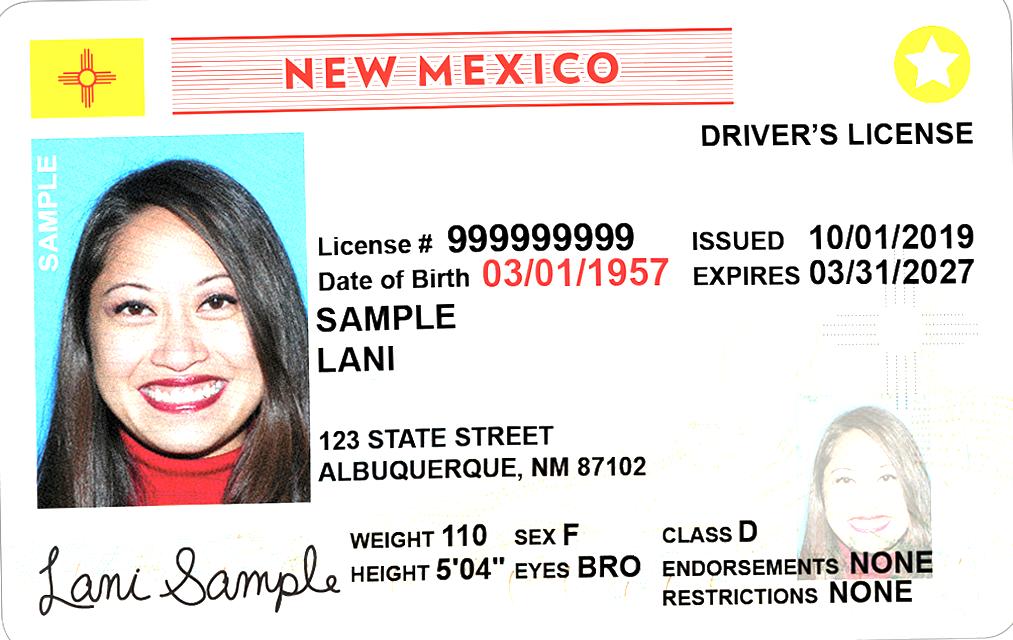 NEW MEXICO
DRIVER'S LICENSE
SAMPLE
License # 999999999
ISSUED 10/01/2019
Date of Birth 03/01/1957
EXPIRES 03/31/2027
SAMPLE
LANI
123 STATE STREET
ALBUQUERQUE, NM 87102
WEIGHT 110 SEX F
CLASS D
HEIGHT 5'04" EYES BRO
ENDORSEMENTS NONE
RESTRICTIONS NONE
Lani Sample